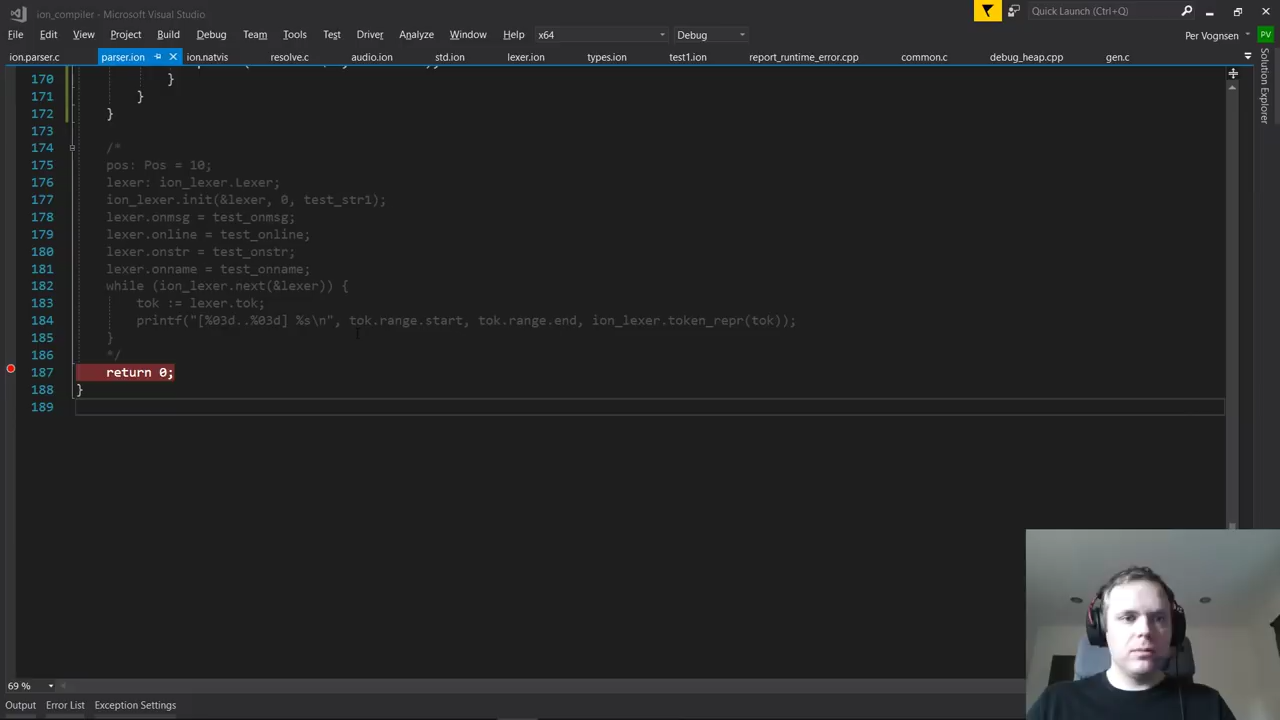 ion_compiler - Microsoft Visual Studio
Quick Launch (Ctrl+Q)
File Edit View Project Build Debug Team Tools Test Driver Analyze Window Help x64 Debug
Per Vognsen PV
ion.parser.c parser.ion ion.natvis resolve.c audio.ion std.ion lexer.ion types.ion test1.ion report_runtime_error.cpp common.c debug_heap.cpp gen.c
Solution Explorer
170 }
171 }
172 }
173
174 /*
175 pos: Pos = 10;
176 lexer: ion_lexer.Lexer;
177 ion_lexer.init(&lexer, 0, test_str1);
178 lexer.onmsg = test_onmsg;
179 lexer.online = test_online;
180 lexer.onstr = test_onstr;
181 lexer.onname = test_onname;
182 while (ion_lexer.next(&lexer)) {
183 tok := lexer.tok;
184 printf("[%03d..%03d] %s\n", tok.range.start, tok.range.end, ion_lexer.token_repr(tok));
185 }
186 */
187 return 0;
188 }
189
69 %
Output Error List Exception Settings